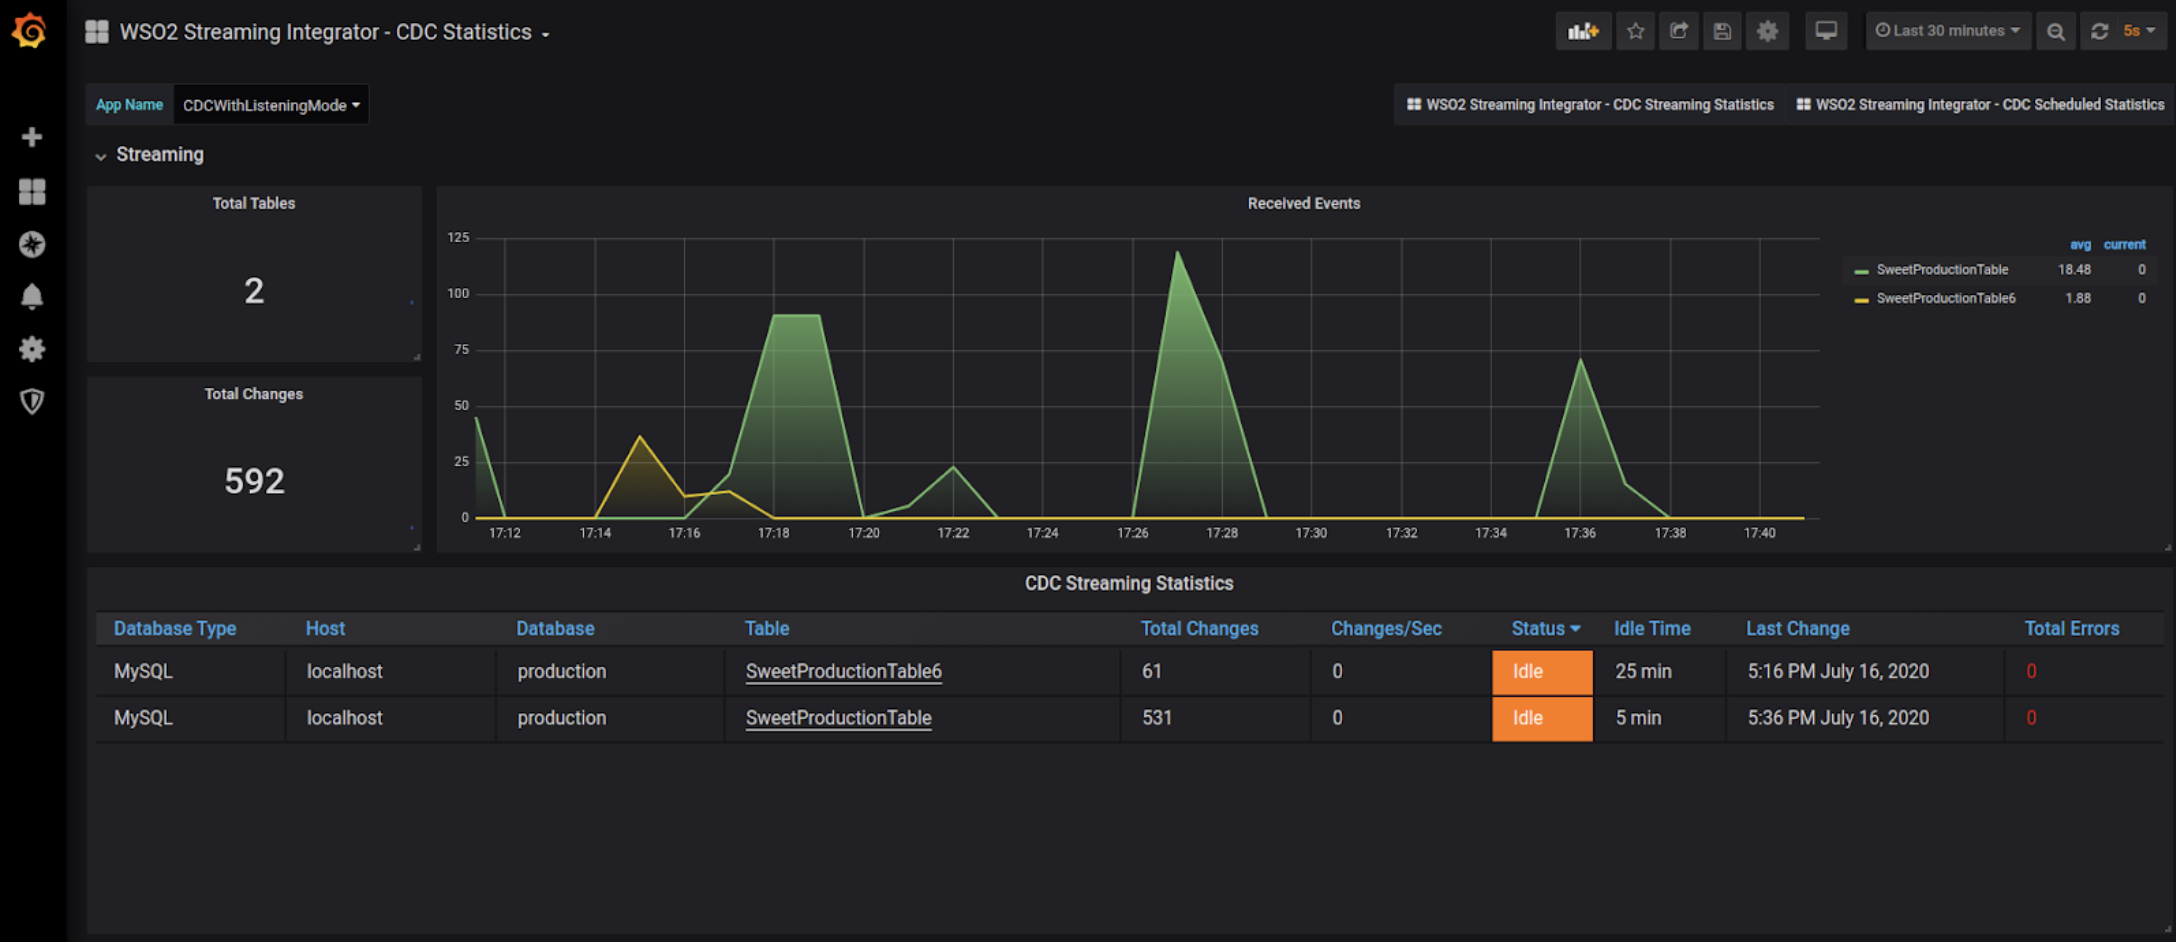 WSO2 Streaming Integrator - CDC Statistics
Last 30 minutes
5s
App Name CDCWithListeningMode
WSO2 Streaming Integrator - CDC Streaming Statistics
WSO2 Streaming Integrator - CDC Scheduled Statistics
Streaming
Total Tables
2
Total Changes
592
Received Events
125
100
75
50
25
0
17:12 17:14 17:16 17:18 17:20 17:22 17:24 17:26 17:28 17:30 17:32 17:34 17:36 17:38 17:40
avg current
SweetProductionTable 18.48 0
SweetProductionTable6 1.88 0
CDC Streaming Statistics
Database Type Host Database Table Total Changes Changes/Sec Status Idle Time Last Change Total Errors
MySQL localhost production SweetProductionTable6 61 0 Idle 25 min 5:16 PM July 16, 2020 0
MySQL localhost production SweetProductionTable 531 0 Idle 5 min 5:36 PM July 16, 2020 0